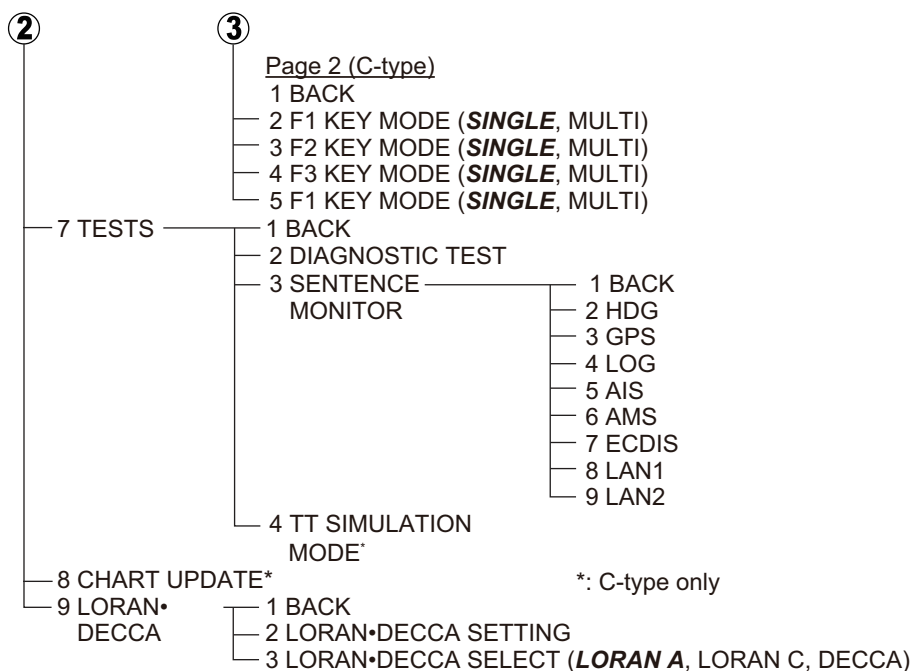 2
3
Page 2 (C-type)
1 BACK
2 F1 KEY MODE (SINGLE, MULTI)
3 F2 KEY MODE (SINGLE, MULTI)
4 F3 KEY MODE (SINGLE, MULTI)
5 F1 KEY MODE (SINGLE, MULTI)
7 TESTS
1 BACK
2 DIAGNOSTIC TEST
3 SENTENCE
MONITOR
1 BACK
2 HDG
3 GPS
4 LOG
5 AIS
6 AMS
7 ECDIS
8 LAN1
9 LAN2
4 TT SIMULATION
MODE*
8 CHART UPDATE*
*: C-type only
9 LORAN•
DECCA
1 BACK
2 LORAN•DECCA SETTING
3 LORAN•DECCA SELECT (LORAN A, LORAN C, DECCA)